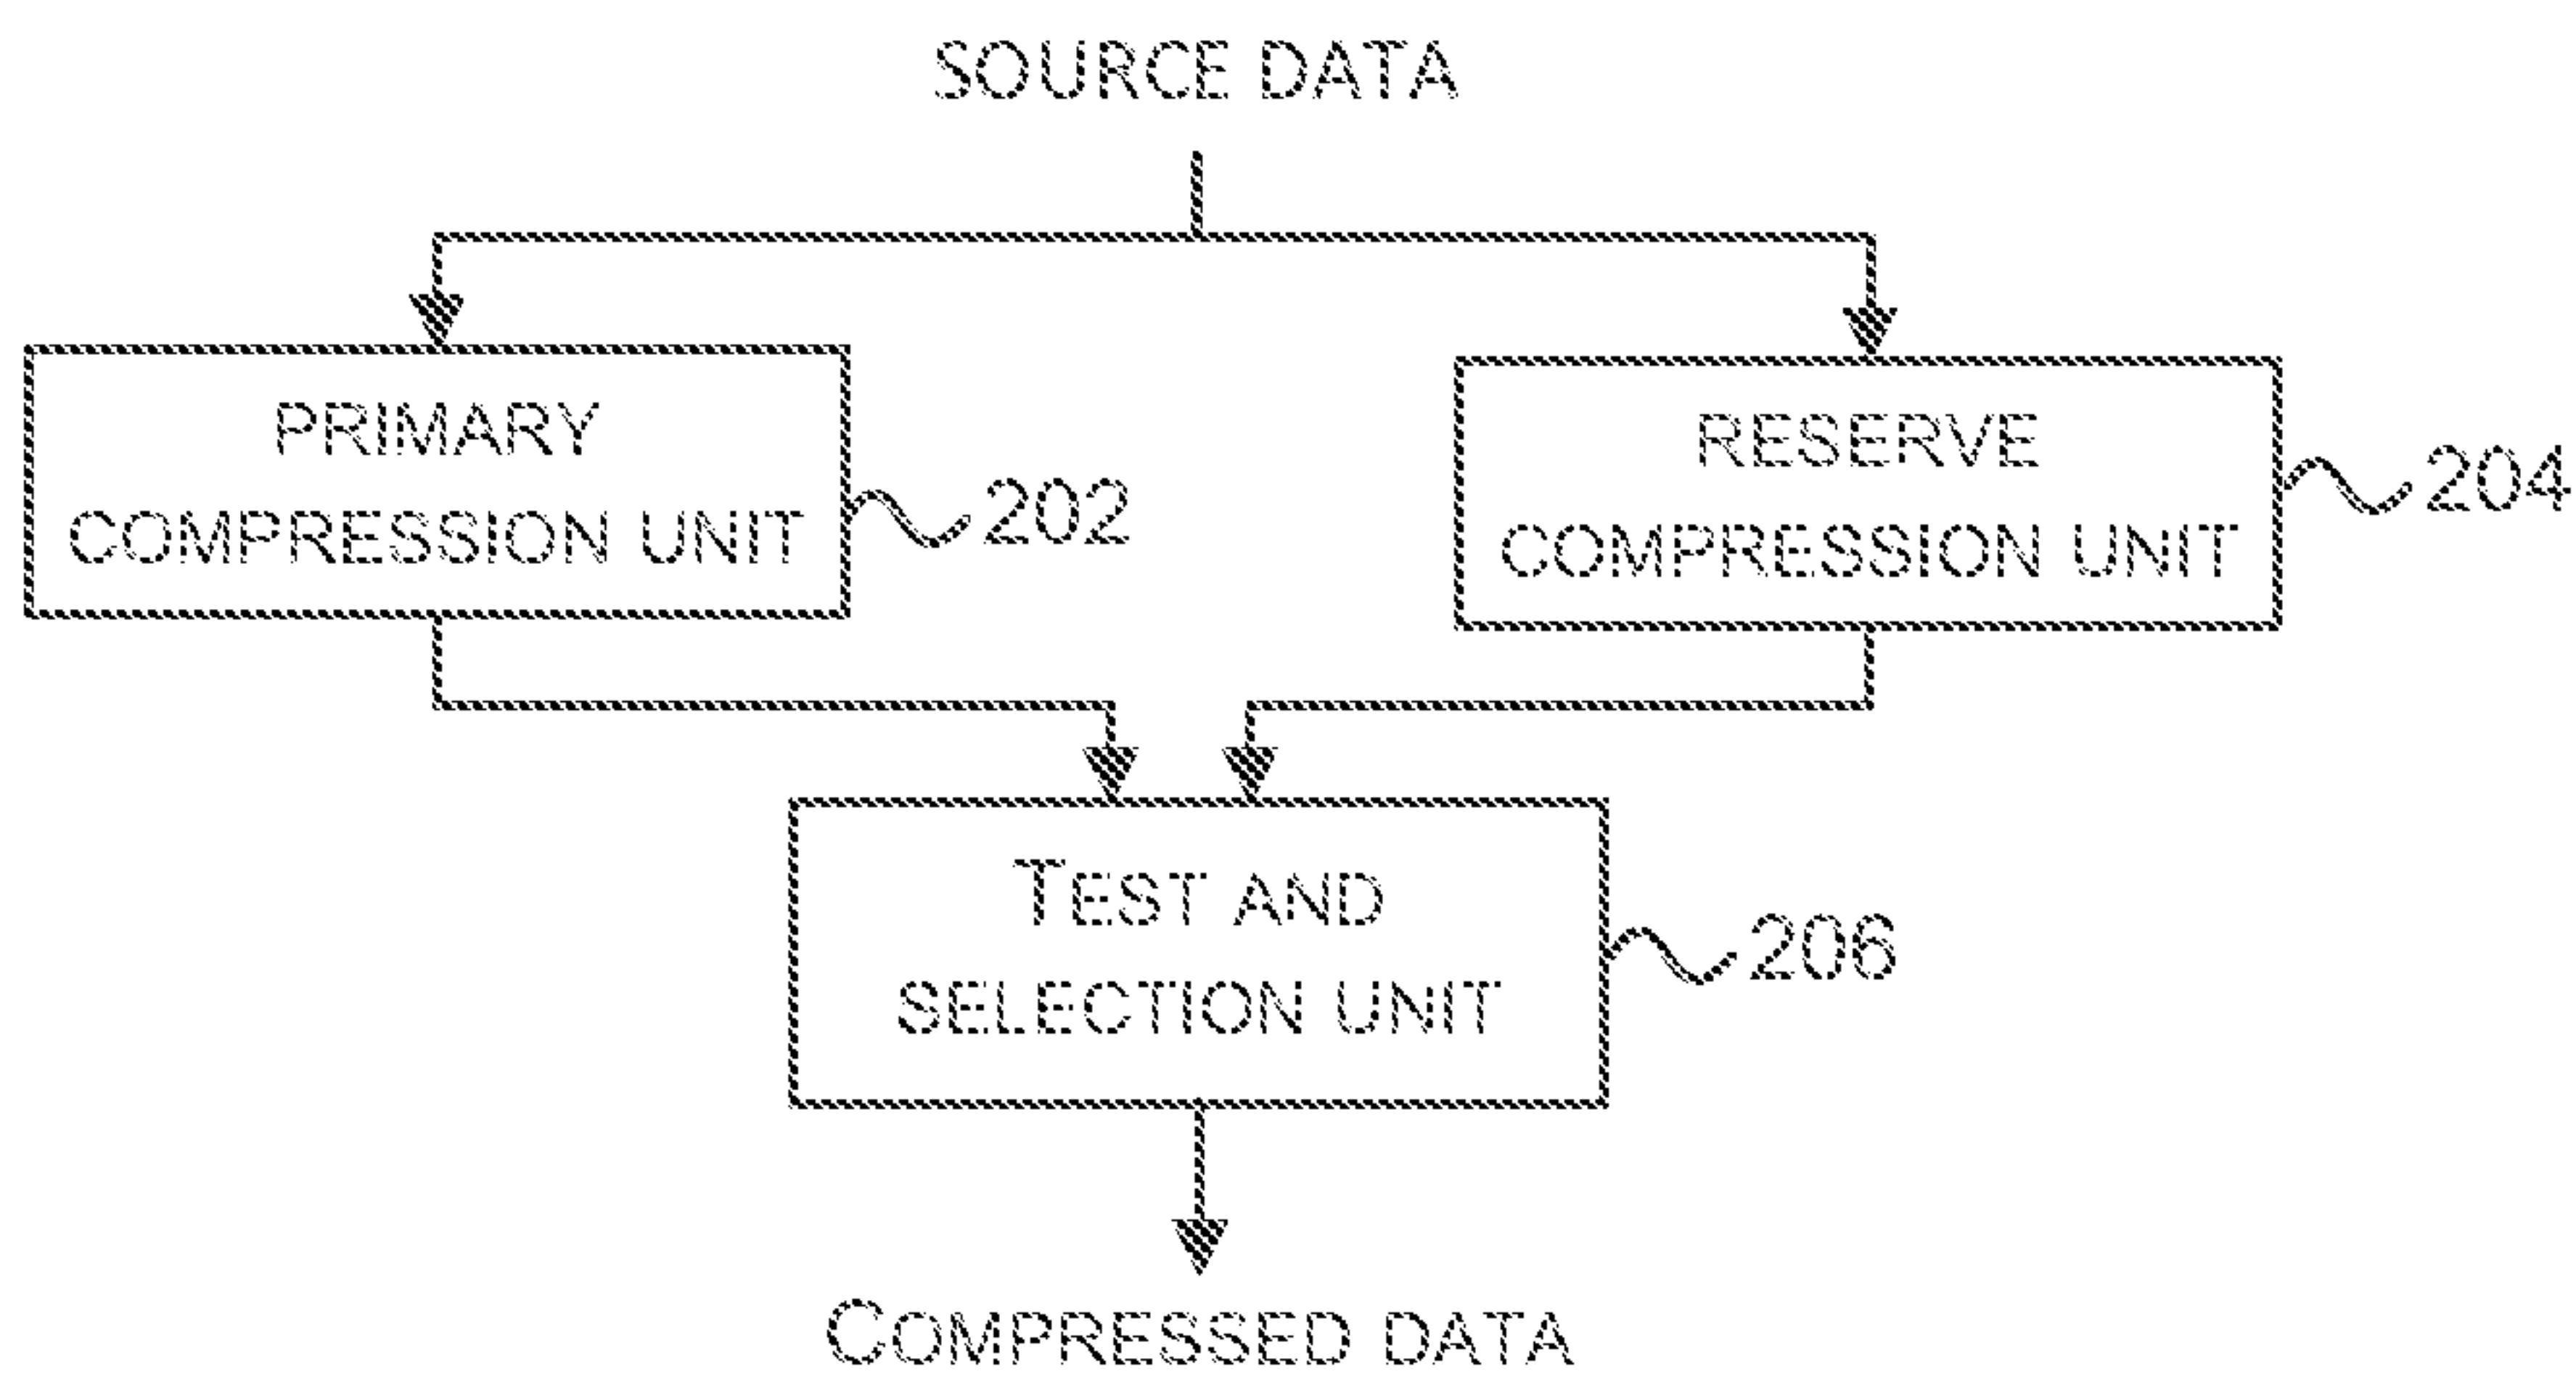 SOURCE DATA
PRIMARY
COMPRESSION UNIT
202
RESERVE
COMPRESSION UNIT
204
TEST AND
SELECTION UNIT
206
COMPRESSED DATA